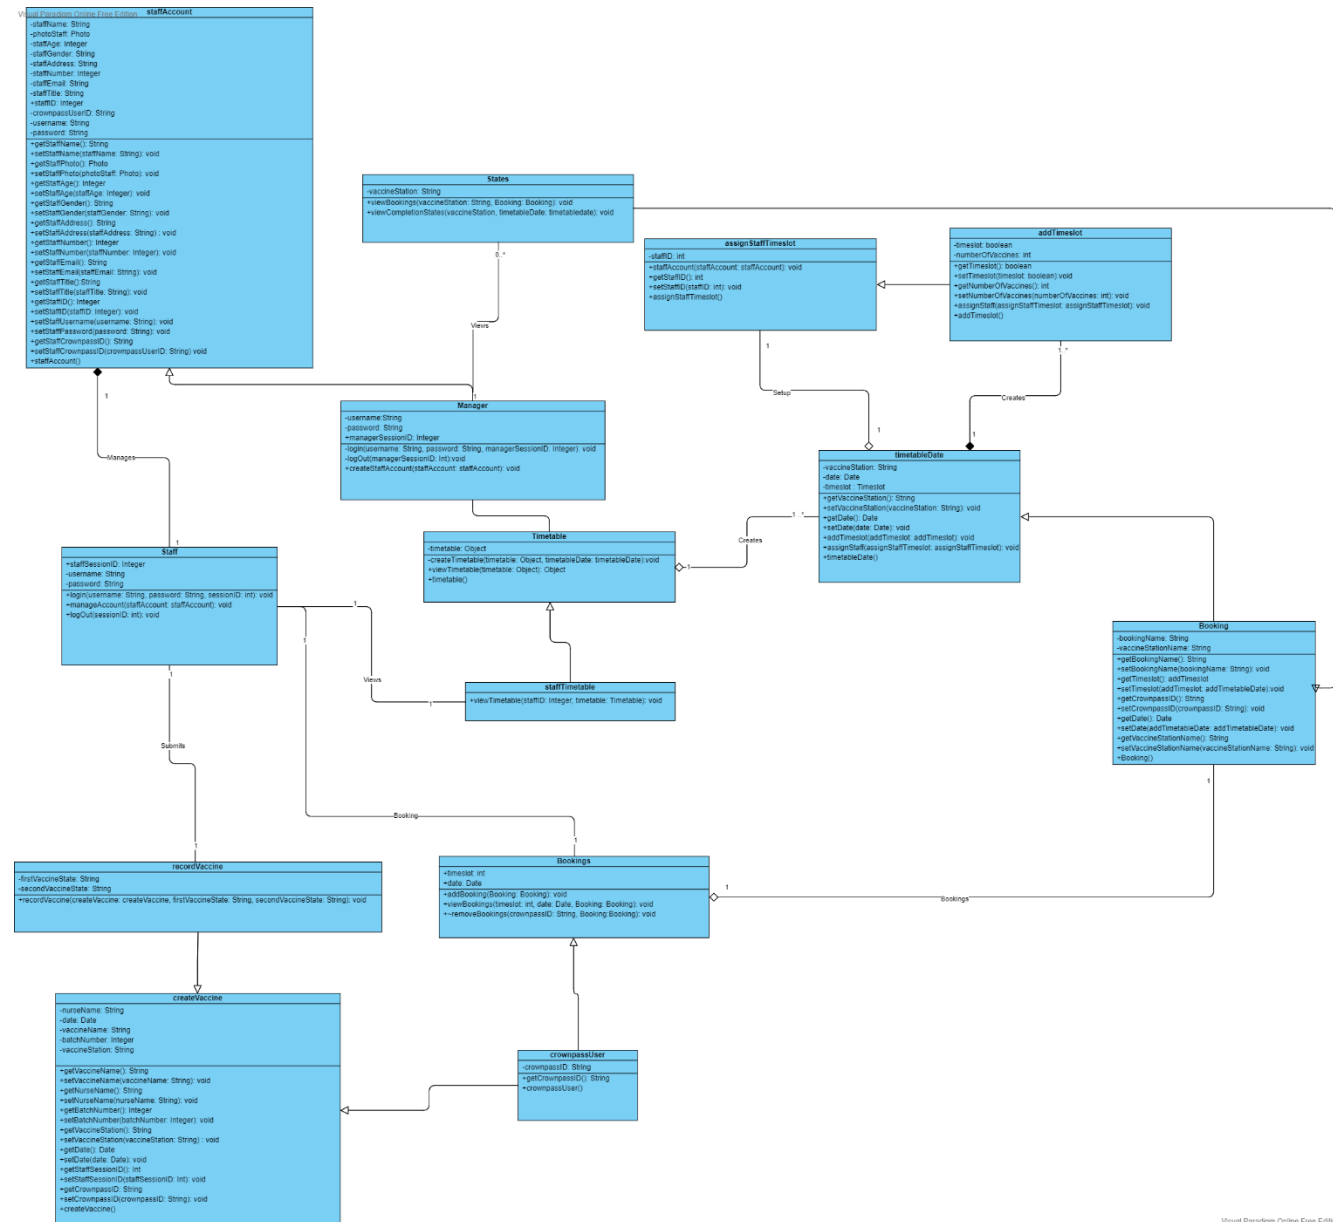 Visual Paradigm Online Free Edition
staffAccount
-staffName: String
-photoStaff: Photo
-staffAge: Integer
-staffGender: String
-staffAddress: String
-staffNumber: Integer
-staffEmail: String
-staffTitle: String
+staffID: Integer
-crownpassUserID: String
-username: String
-password: String
+getStaffName(): String
+setStaffName(staffName: String): void
+getStaffPhoto(): Photo
+setStaffPhoto(photoStaff: Photo): void
+getStaffAge(): Integer
+setStaffAge(staffAge: Integer): void
+getStaffGender(): String
+setStaffGender(staffGender: String): void
+getStaffAddress(): String
+setStaffAddress(staffAddress: String) : void
+getStaffNumber(): Integer
+setStaffNumber(staffNumber: Integer): void
+getStaffEmail(): String
+setStaffEmail(staffEmail: String): void
+getStaffTitle():String
+setStaffTitle(staffTitle: String): void
+getStaffID(): Integer
+setStaffID(staffID: Integer): void
+setStaffUsername(username: String): void
+setStaffPassword(password: String): void
+getStaffCrownpassID(): String
+setStaffCrownpassID(crownpassUserID: String) void
+staffAccount()
1
Manages
1
States
-vaccineStation: String
+viewBookings(vaccineStation: String, Booking: Booking): void
+viewCompletionStates(vaccineStation, timetableDate: timetabledate): void
0..*
Views
1
assignStaffTimeslot
-staffID: int
+staffAccount(staffAccount: staffAccount): void
+getStaffID(): int
+setStaffID(staffID: int): void
+assignStaffTimeslot()
1
Setup
1
addTimeslot
-timeslot: boolean
-numberOfVaccines: int
+getTimeslot(): boolean
+setTimeslot(timeslot: boolean):void
+getNumberOfVaccines(): int
+setNumberOfVaccines(numberOfVaccines: int): void
+assignStaff(assignStaffTimeslot: assignStaffTimeslot): void
+addTimeslot()
1..*
Creates
1
Manager
-username:String
-password: String
+managerSessionID: Integer
-login(username: String, password: String, managerSessionID: Integer): void
-logOut(managerSessionID: Int):void
+createStaffAccount(staffAccount: staffAccount): void
timetableDate
-vaccineStation: String
-date: Date
-timeslot : Timeslot
+getVaccineStation(): String
+setVaccineStation(vaccineStation: String): void
+getDate(): Date
+setDate(date: Date): void
+addTimeslot(addTimeslot: addTimeslot): void
+assignStaff(assignStaffTimeslot: assignStaffTimeslot): void
+timetableDate()
1..*
Creates
1
Timetable
-timetable: Object
-createTimetable(timetable: Object, timetableDate: timetableDate):void
+viewTimetable(timetable: Object): Object
+timetable()
Staff
+staffSessionID: Integer
-username: String
-password: String
+login(username: String, password: String, sessionID: int): void
+manageAccount(staffAccount: staffAccount): void
+logOut(sessionID: int): void
1
1
1
Views
1
staffTimetable
+viewTimetable(staffID: Integer, timetable: Timetable): void
Booking
-bookingName: String
-vaccineStationName: String
+getBookingName(): String
+setBookingName(bookingName: String): void
+getTimeslot(): addTimeslot
+setTimeslot(addTimeslot: addTimetableDate):void
+getCrownpassID(): String
+setCrownpassID(crownpassID: String): void
+getDate(): Date
+setDate(addTimetableDate: addTimetableDate): void
+getVaccineStationName(): String
+setVaccineStationName(vaccineStationName: String): void
+Booking()
1
Submits
1
Booking
1
recordVaccine
-firstVaccineState: String
-secondVaccineState: String
+recordVaccine(createVaccine: createVaccine, firstVaccineState: String, secondVaccineState: String): void
Bookings
+timeslot: int
+date: Date
+addBooking(Booking: Booking): void
+viewBookings(timeslot: int, date: Date, Booking: Booking): void
+~removeBookings(crownpassID: String, Booking:Booking): void
1
Bookings
createVaccine
-nurseName: String
-date: Date
-vaccineName: String
-batchNumber: Integer
-vaccineStation: String
+getVaccineName(): String
+setVaccineName(vaccineName: String): void
+getNurseName(): String
+setNurseName(nurseName: String): void
+getBatchNumber(): Integer
+setBatchNumber(batchNumber: Integer): void
+getVaccineStation(): String
+setVaccineStation(vaccineStation: String) : void
+getDate(): Date
+setDate(date: Date): void
+getStaffSessionID(): Int
+setStaffSessionID(staffSessionID: Int): void
+getCrownpassID: String
+setCrownpassID(crownpassID: String): void
+createVaccine()
crownpassUser
-crownpassID: String
+getCrownpassID(): String
+crownpassUser()
Visual Paradigm Online Free Editi